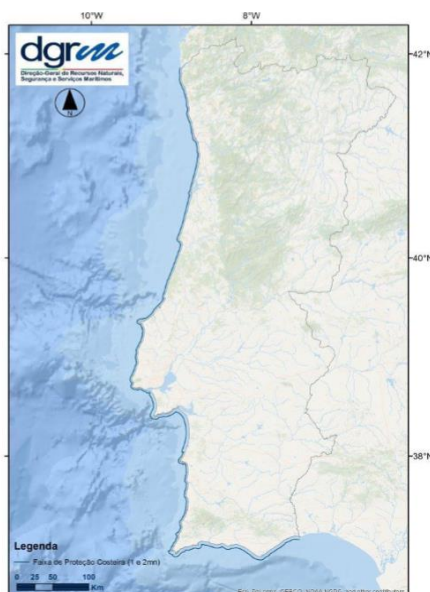 10°W
8°W
dgrm
Direção-Geral de Recursos Naturais,
Segurança e Serviços Marítimos
N
42°N
40°N
38°N
Legenda
Faixa de Proteção Costeira (1 e 2mn)
0 25 50 100
Km